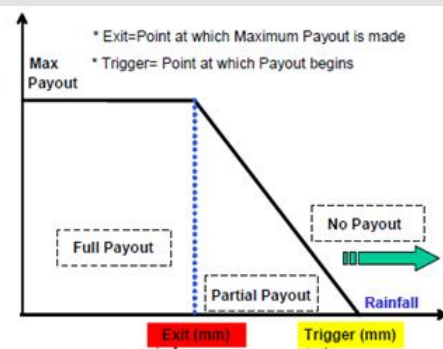 * Exit=Point at which Maximum Payout is made
Max
Payout
* Trigger= Point at which Payout begins
No Payout
Full Payout
Partial Payout
Rainfall
Exit (mm)
Trigger (mm)